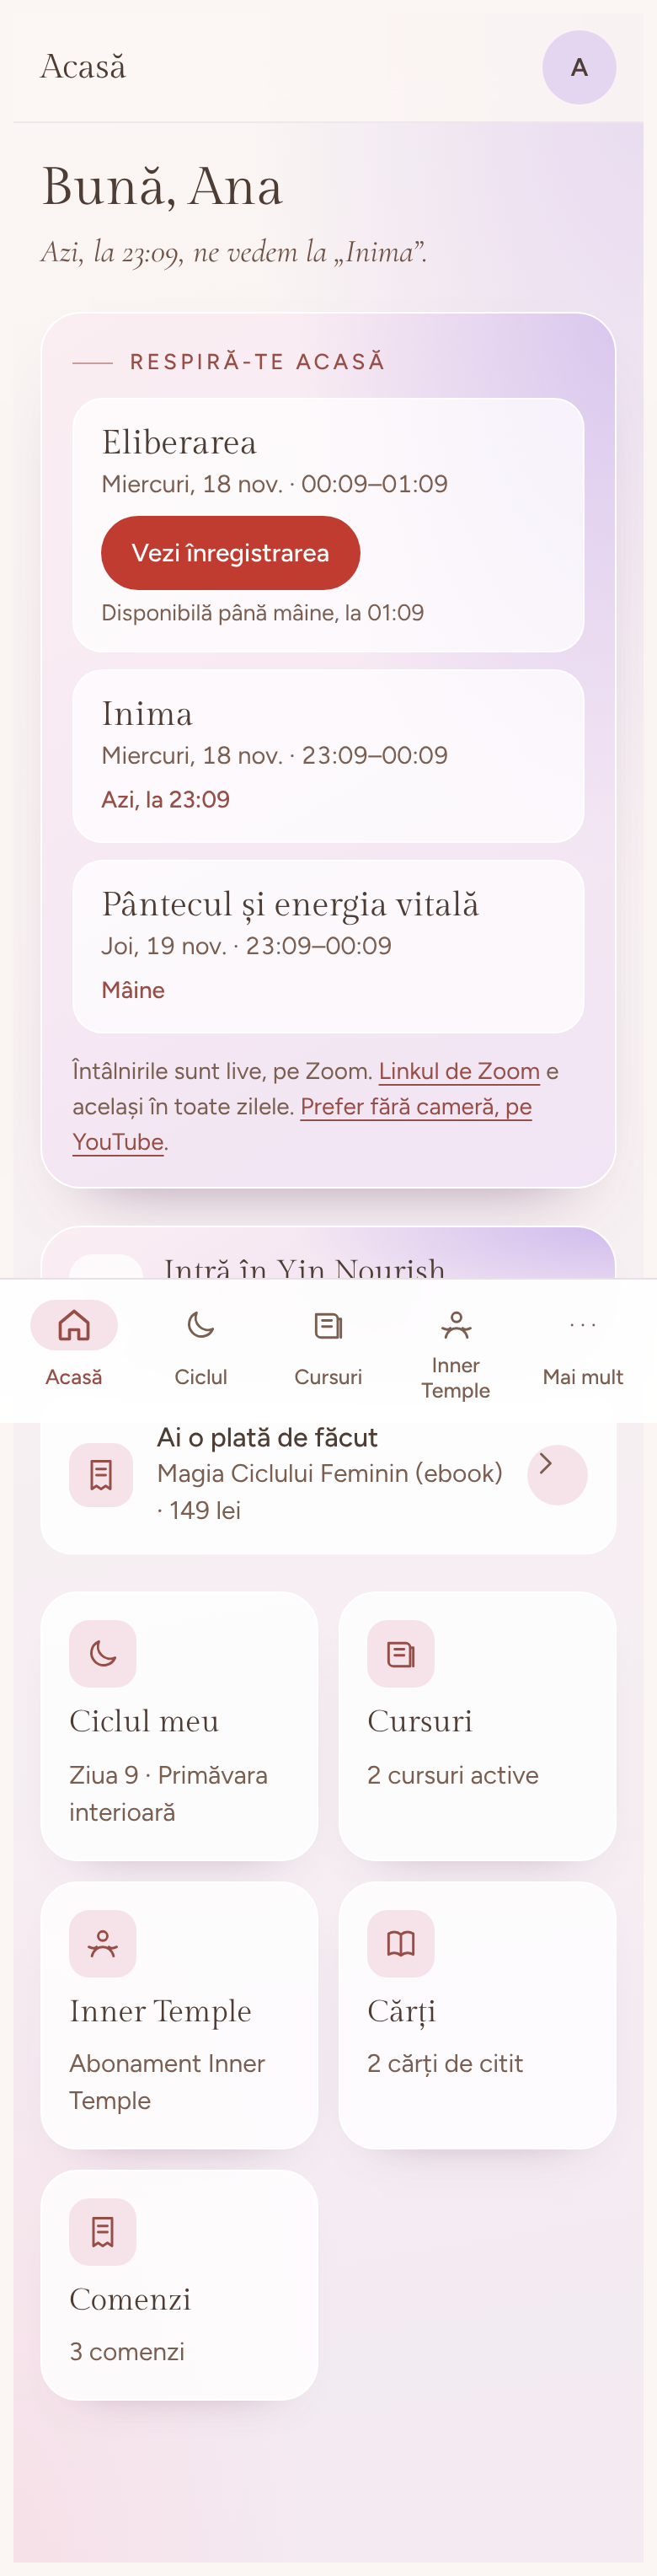 Acasă
A
Bună, Ana
Azi, la 23:09, ne vedem la „Inima”.
RESPIRĂ-TE ACASĂ
Eliberarea
Miercuri, 18 nov. · 00:09–01:09
Vezi înregistrarea
Disponibilă până mâine, la 01:09
Inima
Miercuri, 18 nov. · 23:09–00:09
Azi, la 23:09
Pântecul și energia vitală
Joi, 19 nov. · 23:09–00:09
Mâine
Întâlnirile sunt live, pe Zoom. Linkul de Zoom e
același în toate zilele. Prefer fără cameră, pe
YouTube.
Intră în Yin Nourish
Acasă
Ciclul
Cursuri
Inner
Temple
Mai mult
Ai o plată de făcut
Magia Ciclului Feminin (ebook)
· 149 lei
Ciclul meu
Ziua 9 · Primăvara
interioară
Cursuri
2 cursuri active
Inner Temple
Abonament Inner
Temple
Cărți
2 cărți de citit
Comenzi
3 comenzi